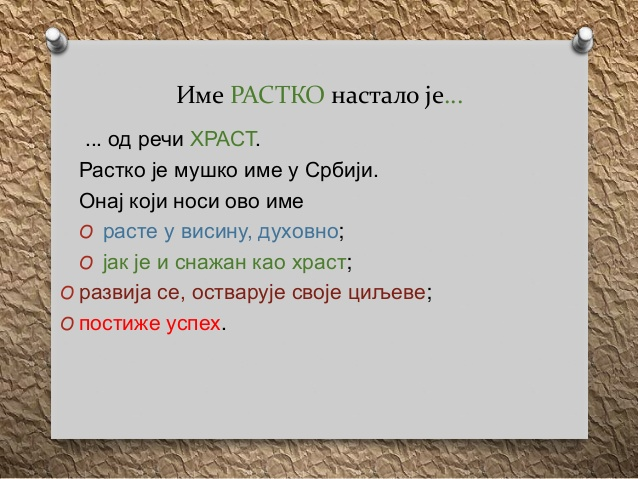 Име РАСТКО настало је...
... од речи ХРАСТ.
Растко је мушко име у Србији.
Онај који носи ово име
О расте у висину, духовно;
О јак је и снажан као храст;
О развија се, остварује своје циљеве;
О постиже успех.